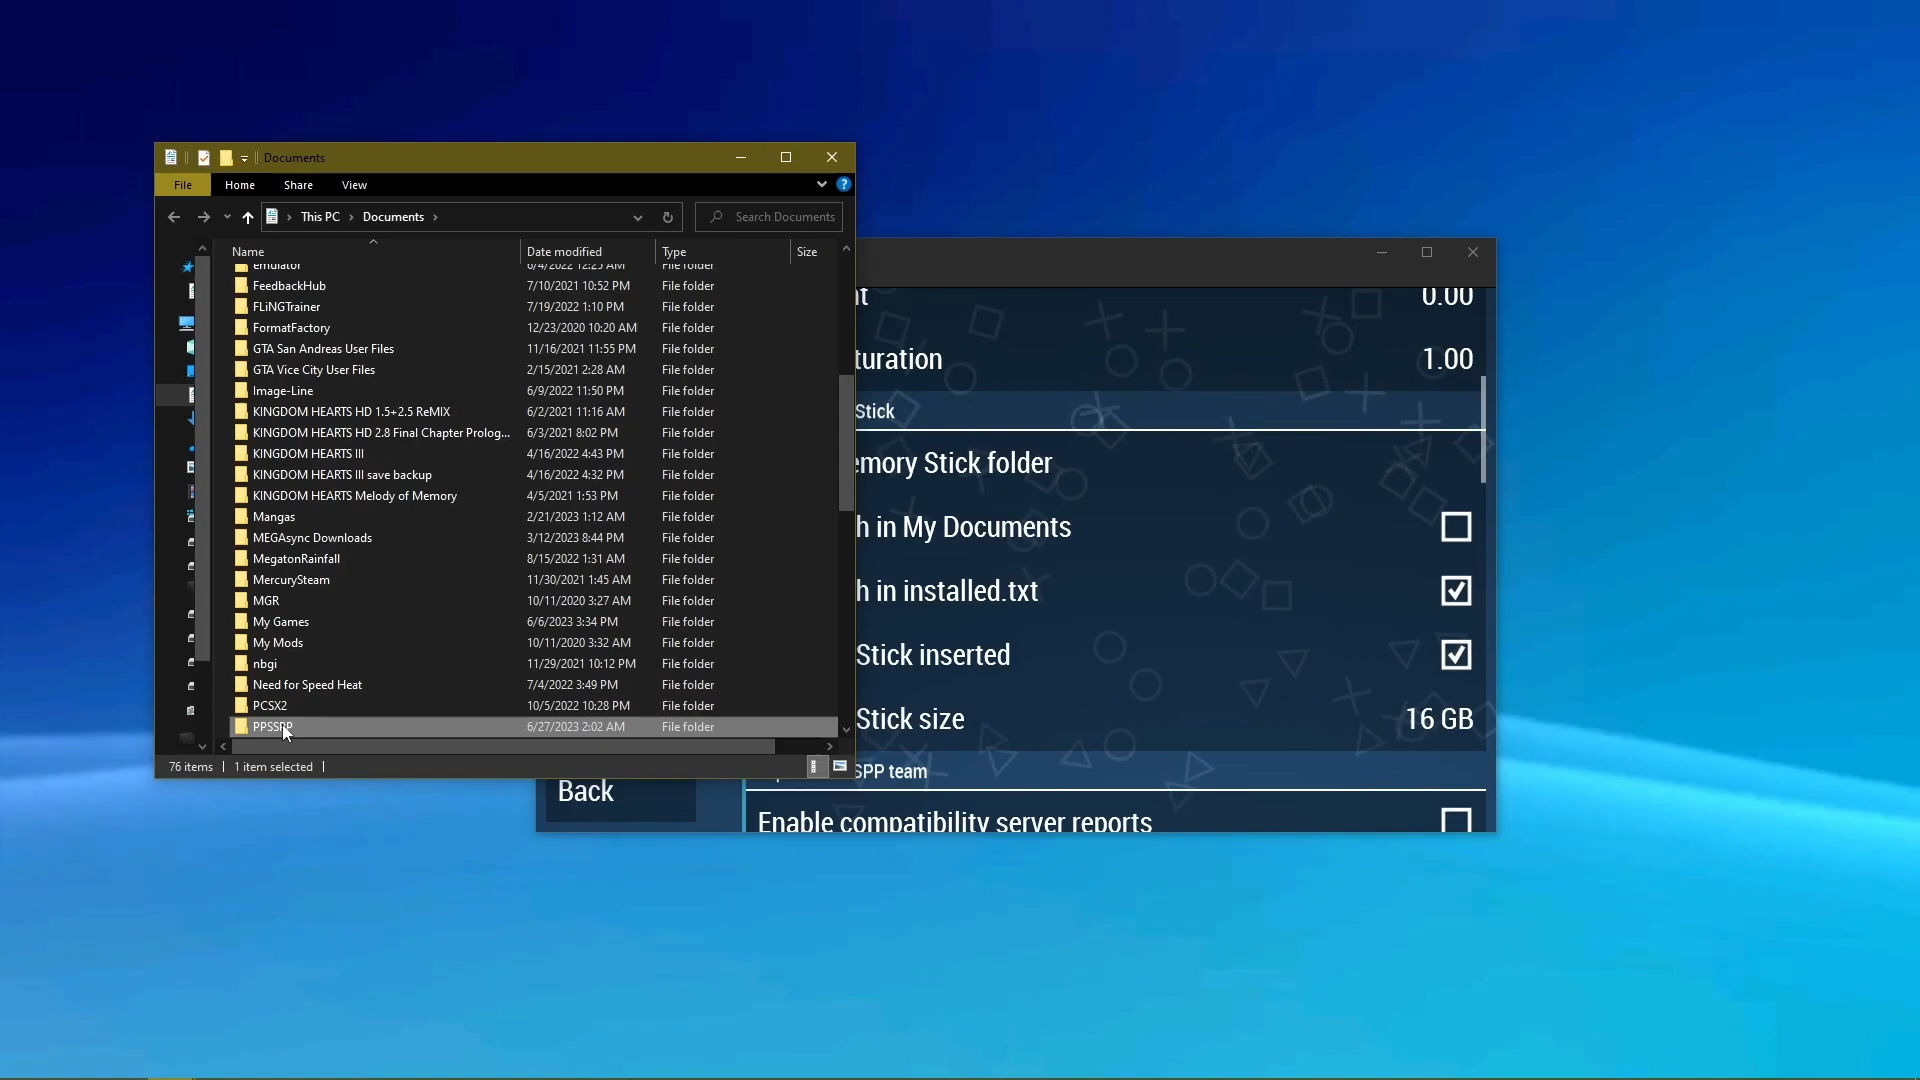 Documents
File Home Share View
This PC Documents
Search Documents
Name Date modified Type Size
emulator 6/4/2022 12:25 AM File folder
FeedbackHub 7/10/2021 10:52 PM File folder
FLiNGTrainer 7/19/2022 1:10 PM File folder
FormatFactory 12/23/2020 10:20 AM File folder
GTA San Andreas User Files 11/16/2021 11:55 PM File folder
GTA Vice City User Files 2/15/2021 2:28 AM File folder
Image-Line 6/9/2022 11:50 PM File folder
KINGDOM HEARTS HD 1.5+2.5 ReMIX 6/2/2021 11:16 AM File folder
KINGDOM HEARTS HD 2.8 Final Chapter Prolog... 6/3/2021 8:02 PM File folder
KINGDOM HEARTS III 4/16/2022 4:43 PM File folder
KINGDOM HEARTS III save backup 4/16/2022 4:32 PM File folder
KINGDOM HEARTS Melody of Memory 4/5/2021 1:53 PM File folder
Mangas 2/21/2023 1:12 AM File folder
MEGAsync Downloads 3/12/2023 8:44 PM File folder
MegatonRainfall 8/15/2022 1:31 AM File folder
MercurySteam 11/30/2021 1:45 AM File folder
MGR 10/11/2020 3:27 AM File folder
My Games 6/6/2023 3:34 PM File folder
My Mods 10/11/2020 3:32 AM File folder
nbgi 11/29/2021 10:12 PM File folder
Need for Speed Heat 7/4/2022 3:49 PM File folder
PCSX2 10/5/2022 10:28 PM File folder
PPSSPP 6/27/2023 2:02 AM File folder
76 items 1 item selected
nt 0.00
turation 1.00
Stick
emory Stick folder
h in My Documents
h in installed.txt
Stick inserted
Stick size 16 GB
SPP team
Back
Enable compatibility server reports